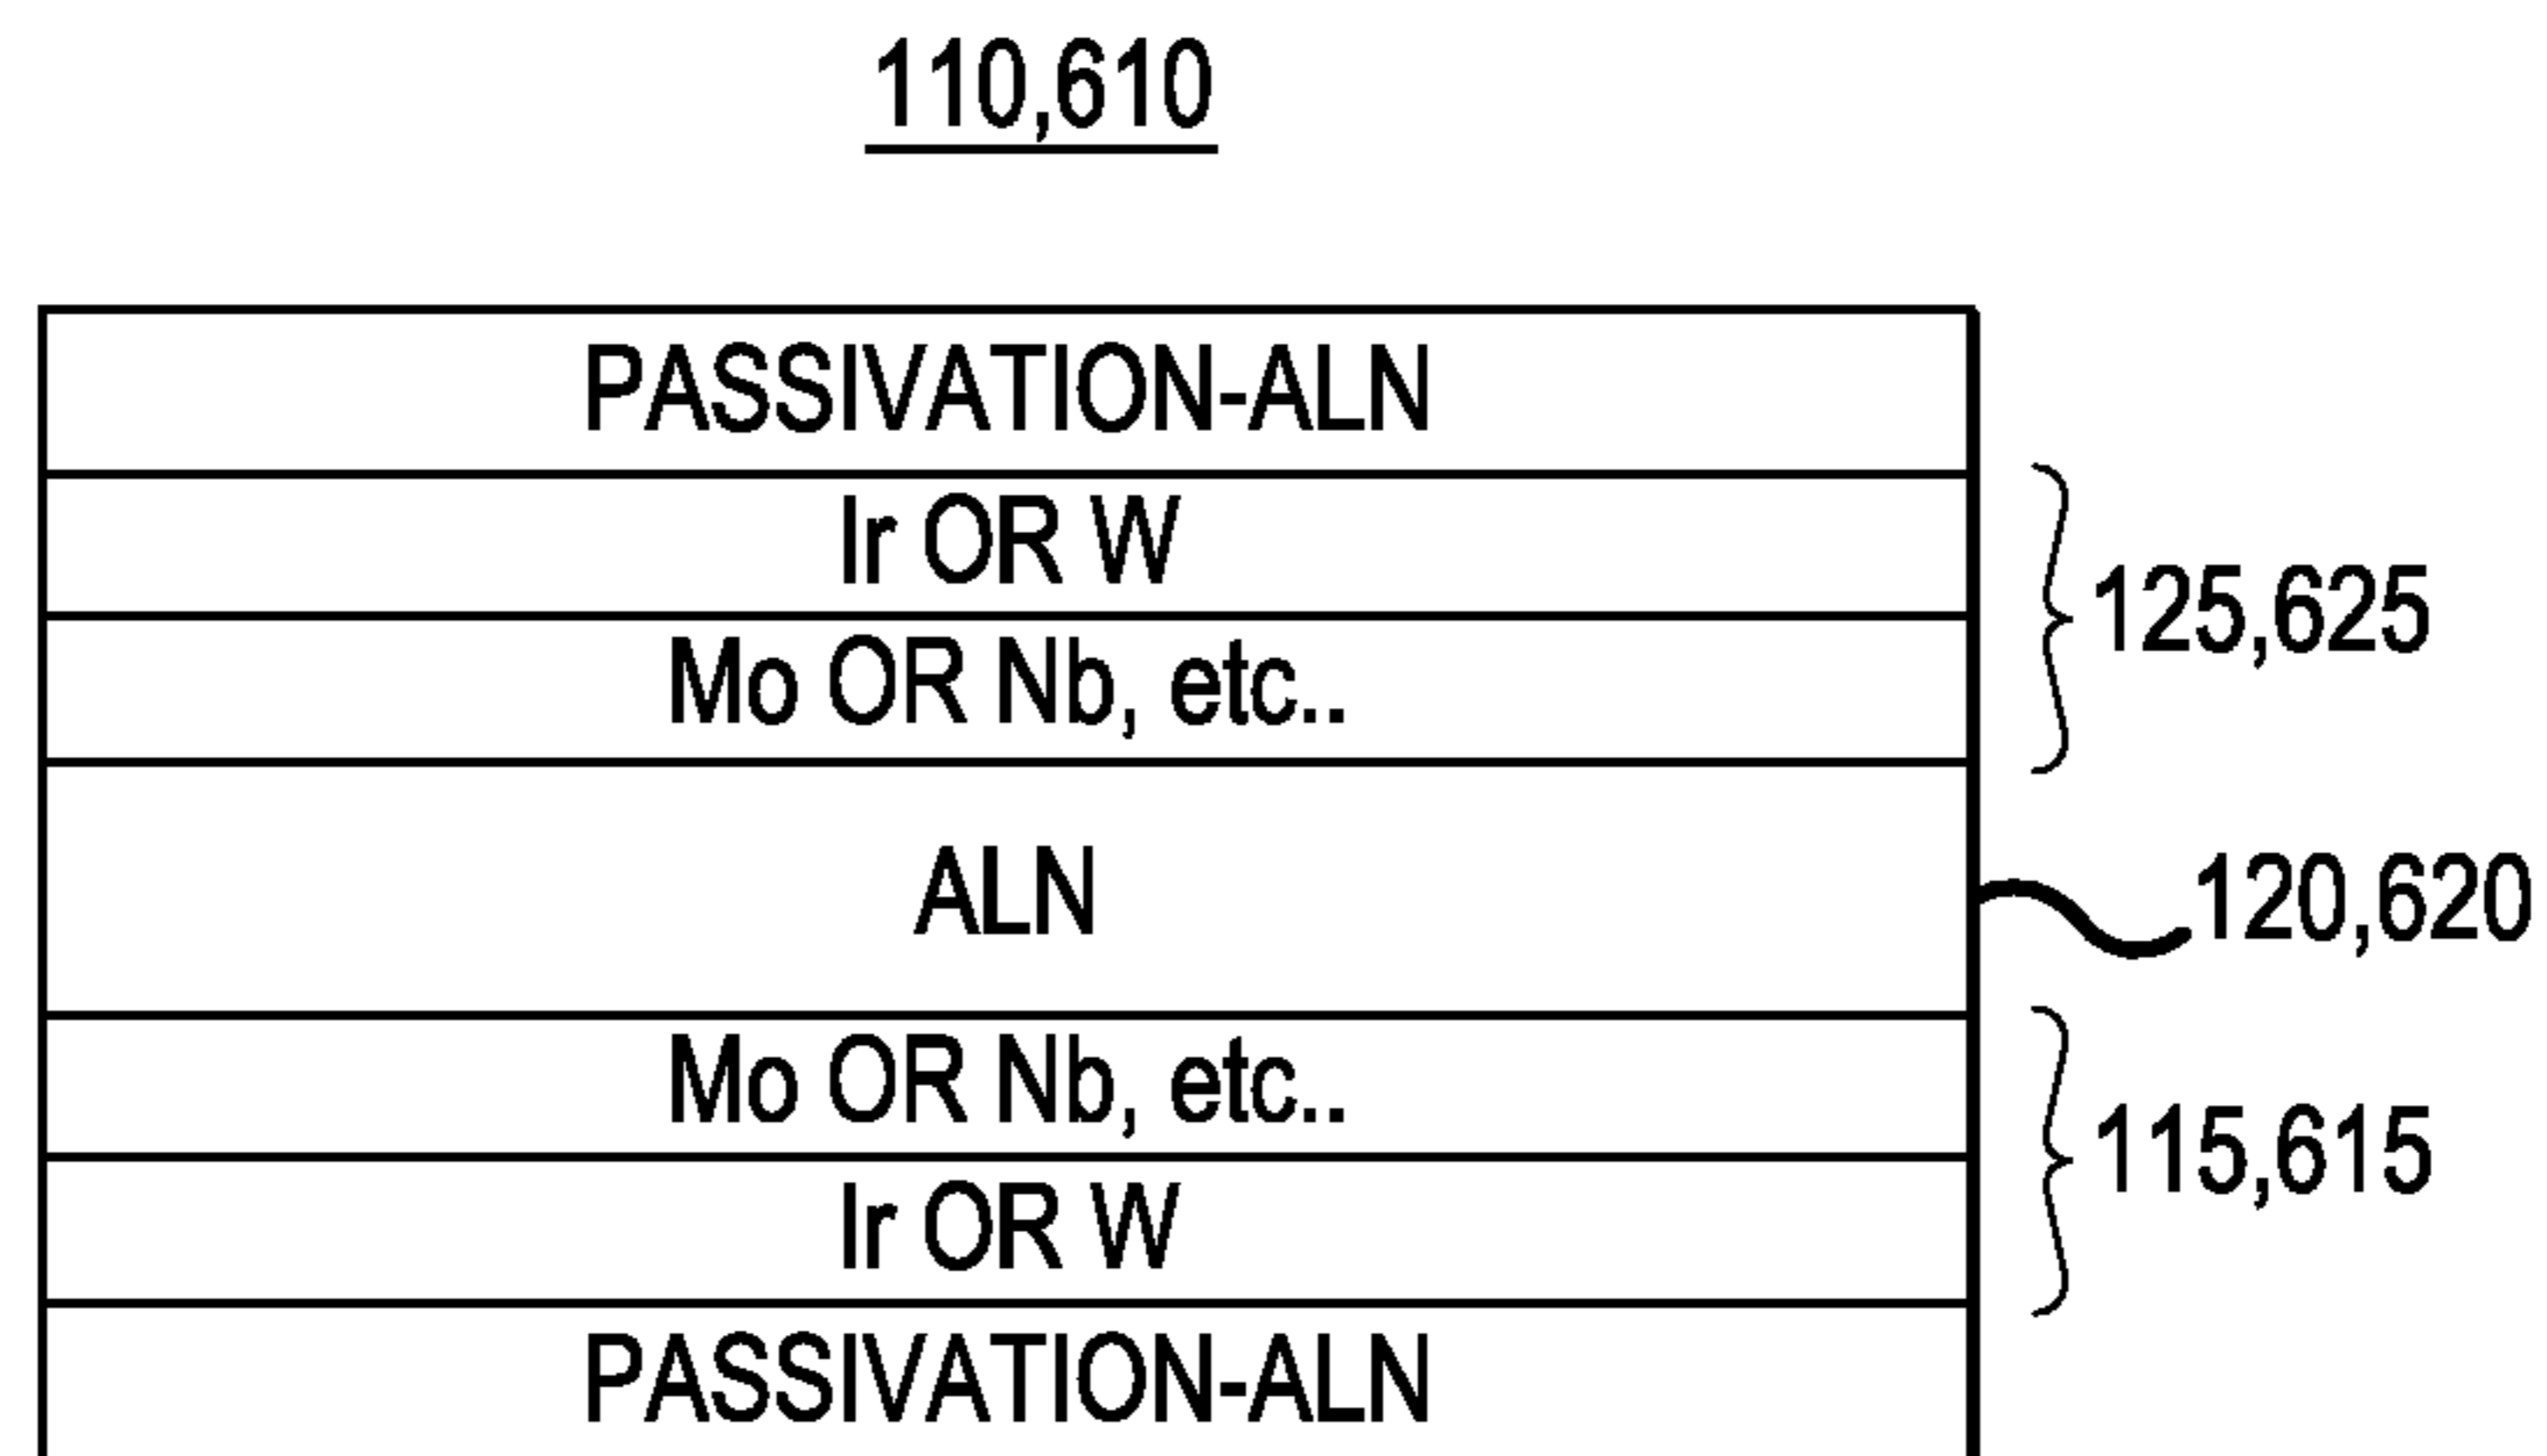 110,610
PASSIVATION-ALN
Ir OR W
Mo OR Nb, etc..
125,625
ALN
120,620
Mo OR Nb, etc..
115,615
Ir OR W
PASSIVATION-ALN